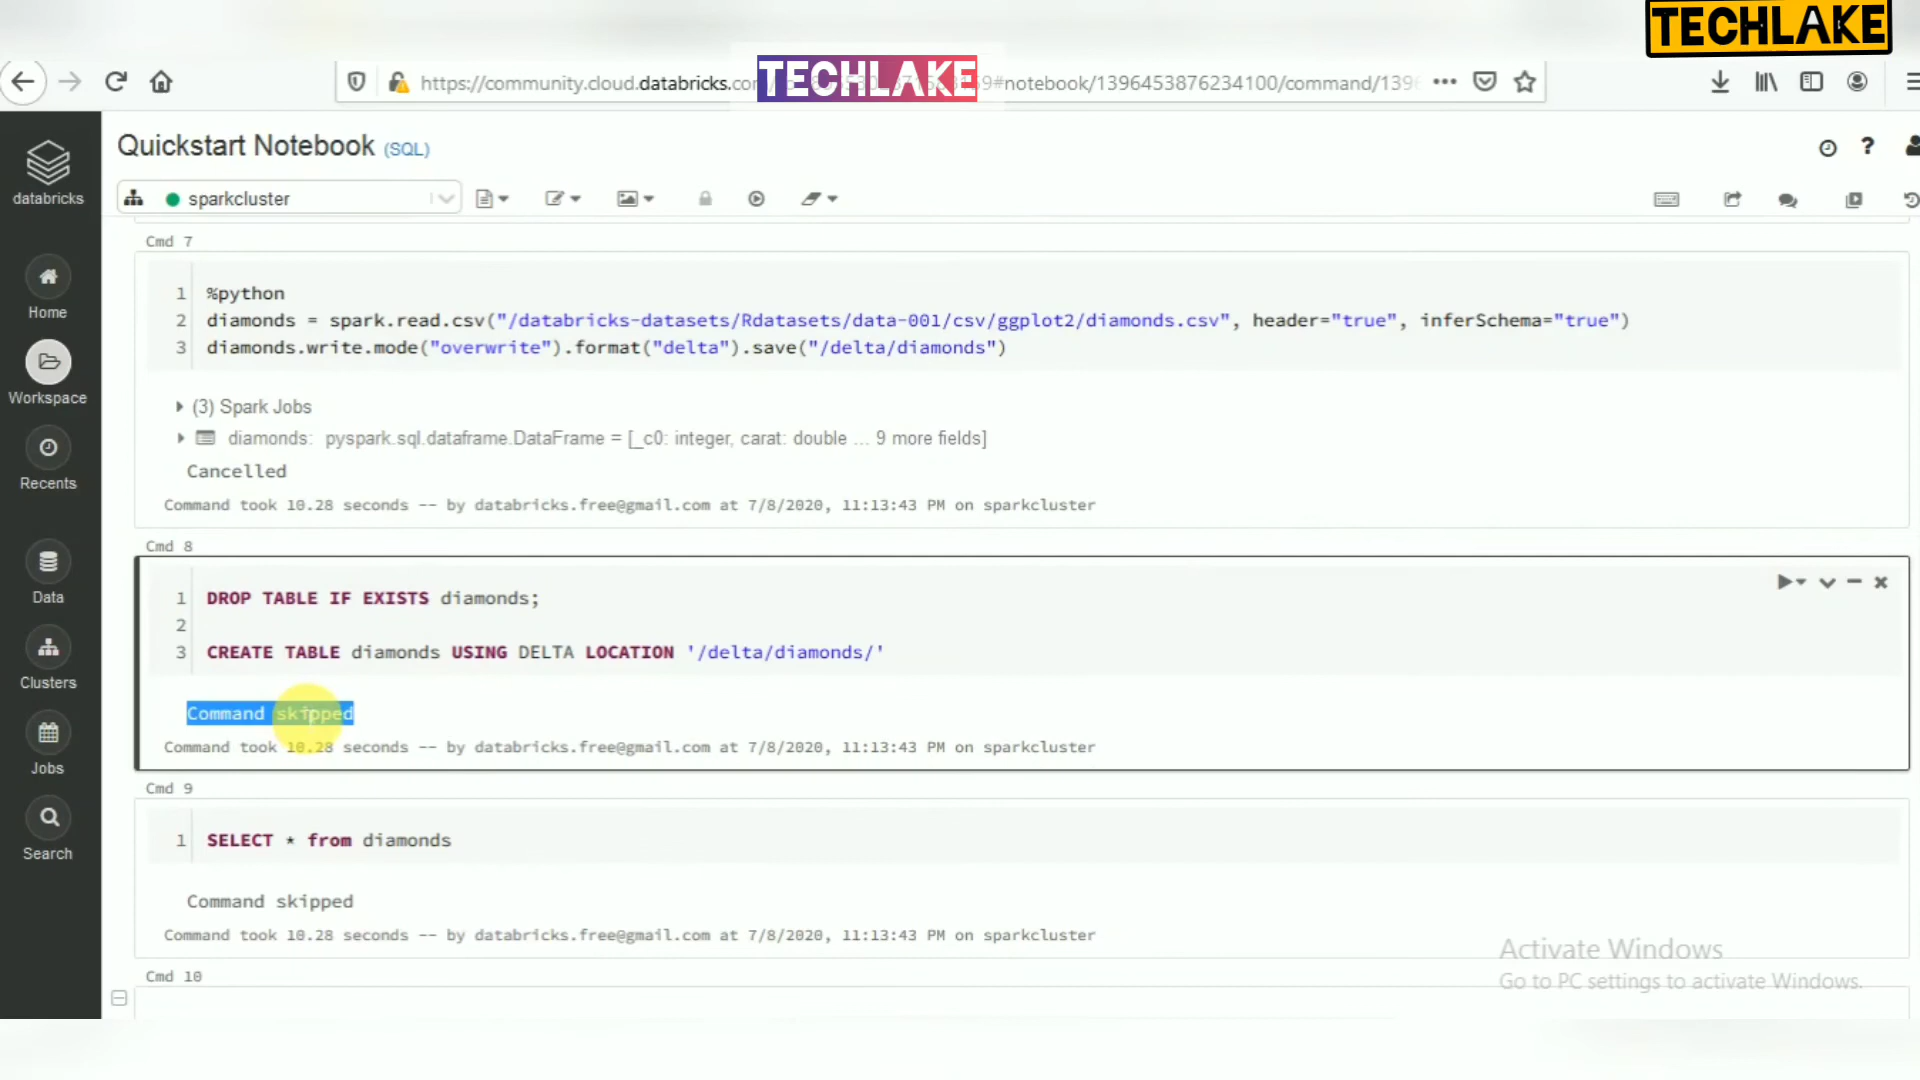 TECHLAKE
https://community.cloud.databricks.co
TECHLAKE
9#notebook/1396453876234100/command/139
databricks
Quickstart Notebook (SQL)
sparkcluster
Home
Workspace
Recents
Data
Clusters
Jobs
Search
Cmd 7
1 %python
2 diamonds = spark.read.csv("/databricks-datasets/Rdatasets/data-001/csv/ggplot2/diamonds.csv", header="true", inferSchema="true")
3 diamonds.write.mode("overwrite").format("delta").save("/delta/diamonds")
(3) Spark Jobs
diamonds: pyspark.sql.dataframe.DataFrame = [_c0: integer, carat: double ... 9 more fields]
Cancelled
Command took 10.28 seconds -- by databricks.free@gmail.com at 7/8/2020, 11:13:43 PM on sparkcluster
Cmd 8
1 DROP TABLE IF EXISTS diamonds;
2
3 CREATE TABLE diamonds USING DELTA LOCATION '/delta/diamonds/'
Command skipped
Command took 10.28 seconds -- by databricks.free@gmail.com at 7/8/2020, 11:13:43 PM on sparkcluster
Cmd 9
1 SELECT * from diamonds
Command skipped
Command took 10.28 seconds -- by databricks.free@gmail.com at 7/8/2020, 11:13:43 PM on sparkcluster
Cmd 10
Activate Windows
Go to PC settings to activate Windows.